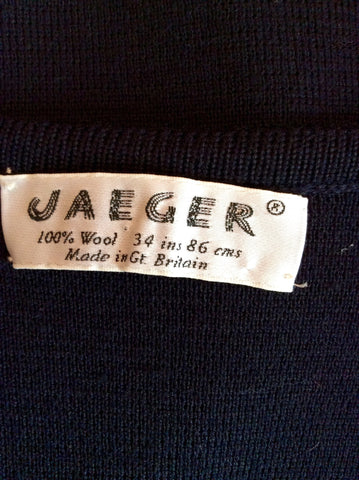 JAEGER®
100% Wool 34 ins 86 cms
Made in Gt. Britain